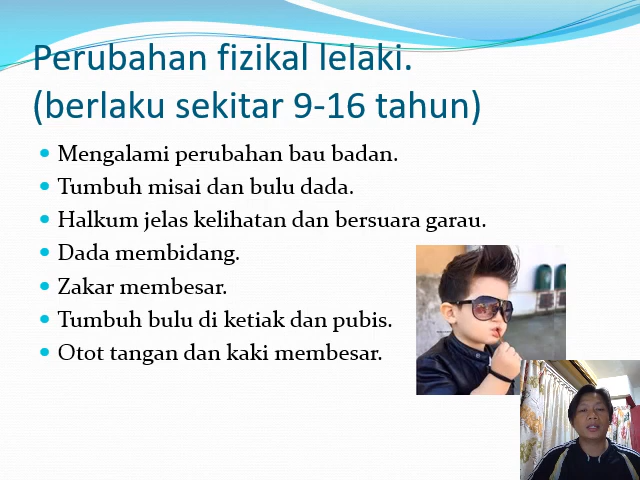 Perubahan fizikal lelaki.
(berlaku sekitar 9-16 tahun)
Mengalami perubahan bau badan.
Tumbuh misai dan bulu dada.
Halkum jelas kelihatan dan bersuara garau.
Dada membidang.
Zakar membesar.
Tumbuh bulu di ketiak dan pubis.
Otot tangan dan kaki membesar.